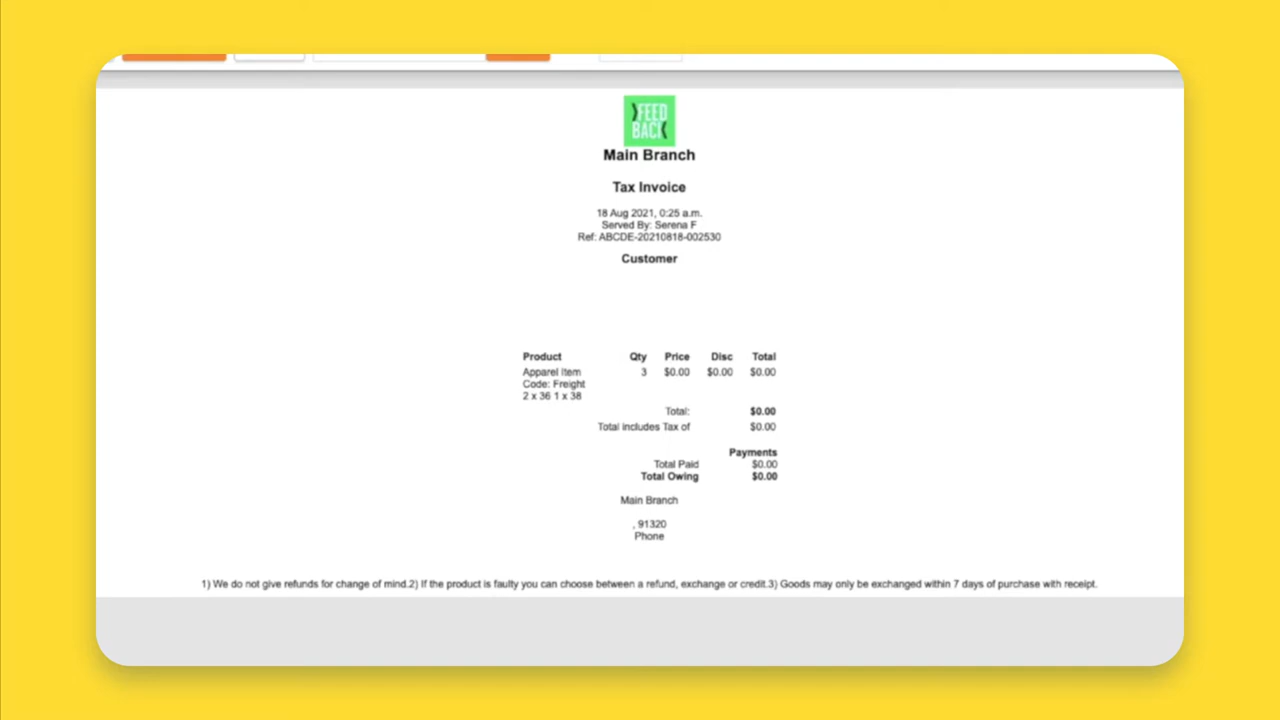 FEED
BACK
Main Branch
Tax Invoice
18 Aug 2021, 0:25 a.m.
Served By: Serena F
Ref: ABCDE-20210818-002530
Customer
Product Qty Price Disc Total
Apparel Item 3 $0.00 $0.00 $0.00
Code: Freight
2 x 36 1 x 38
Total: $0.00
Total includes Tax of $0.00
Payments
Total Paid $0.00
Total Owing $0.00
Main Branch
, 91320
Phone
1) We do not give refunds for change of mind.2) If the product is faulty you can choose between a refund, exchange or credit.3) Goods may only be exchanged within 7 days of purchase with receipt.